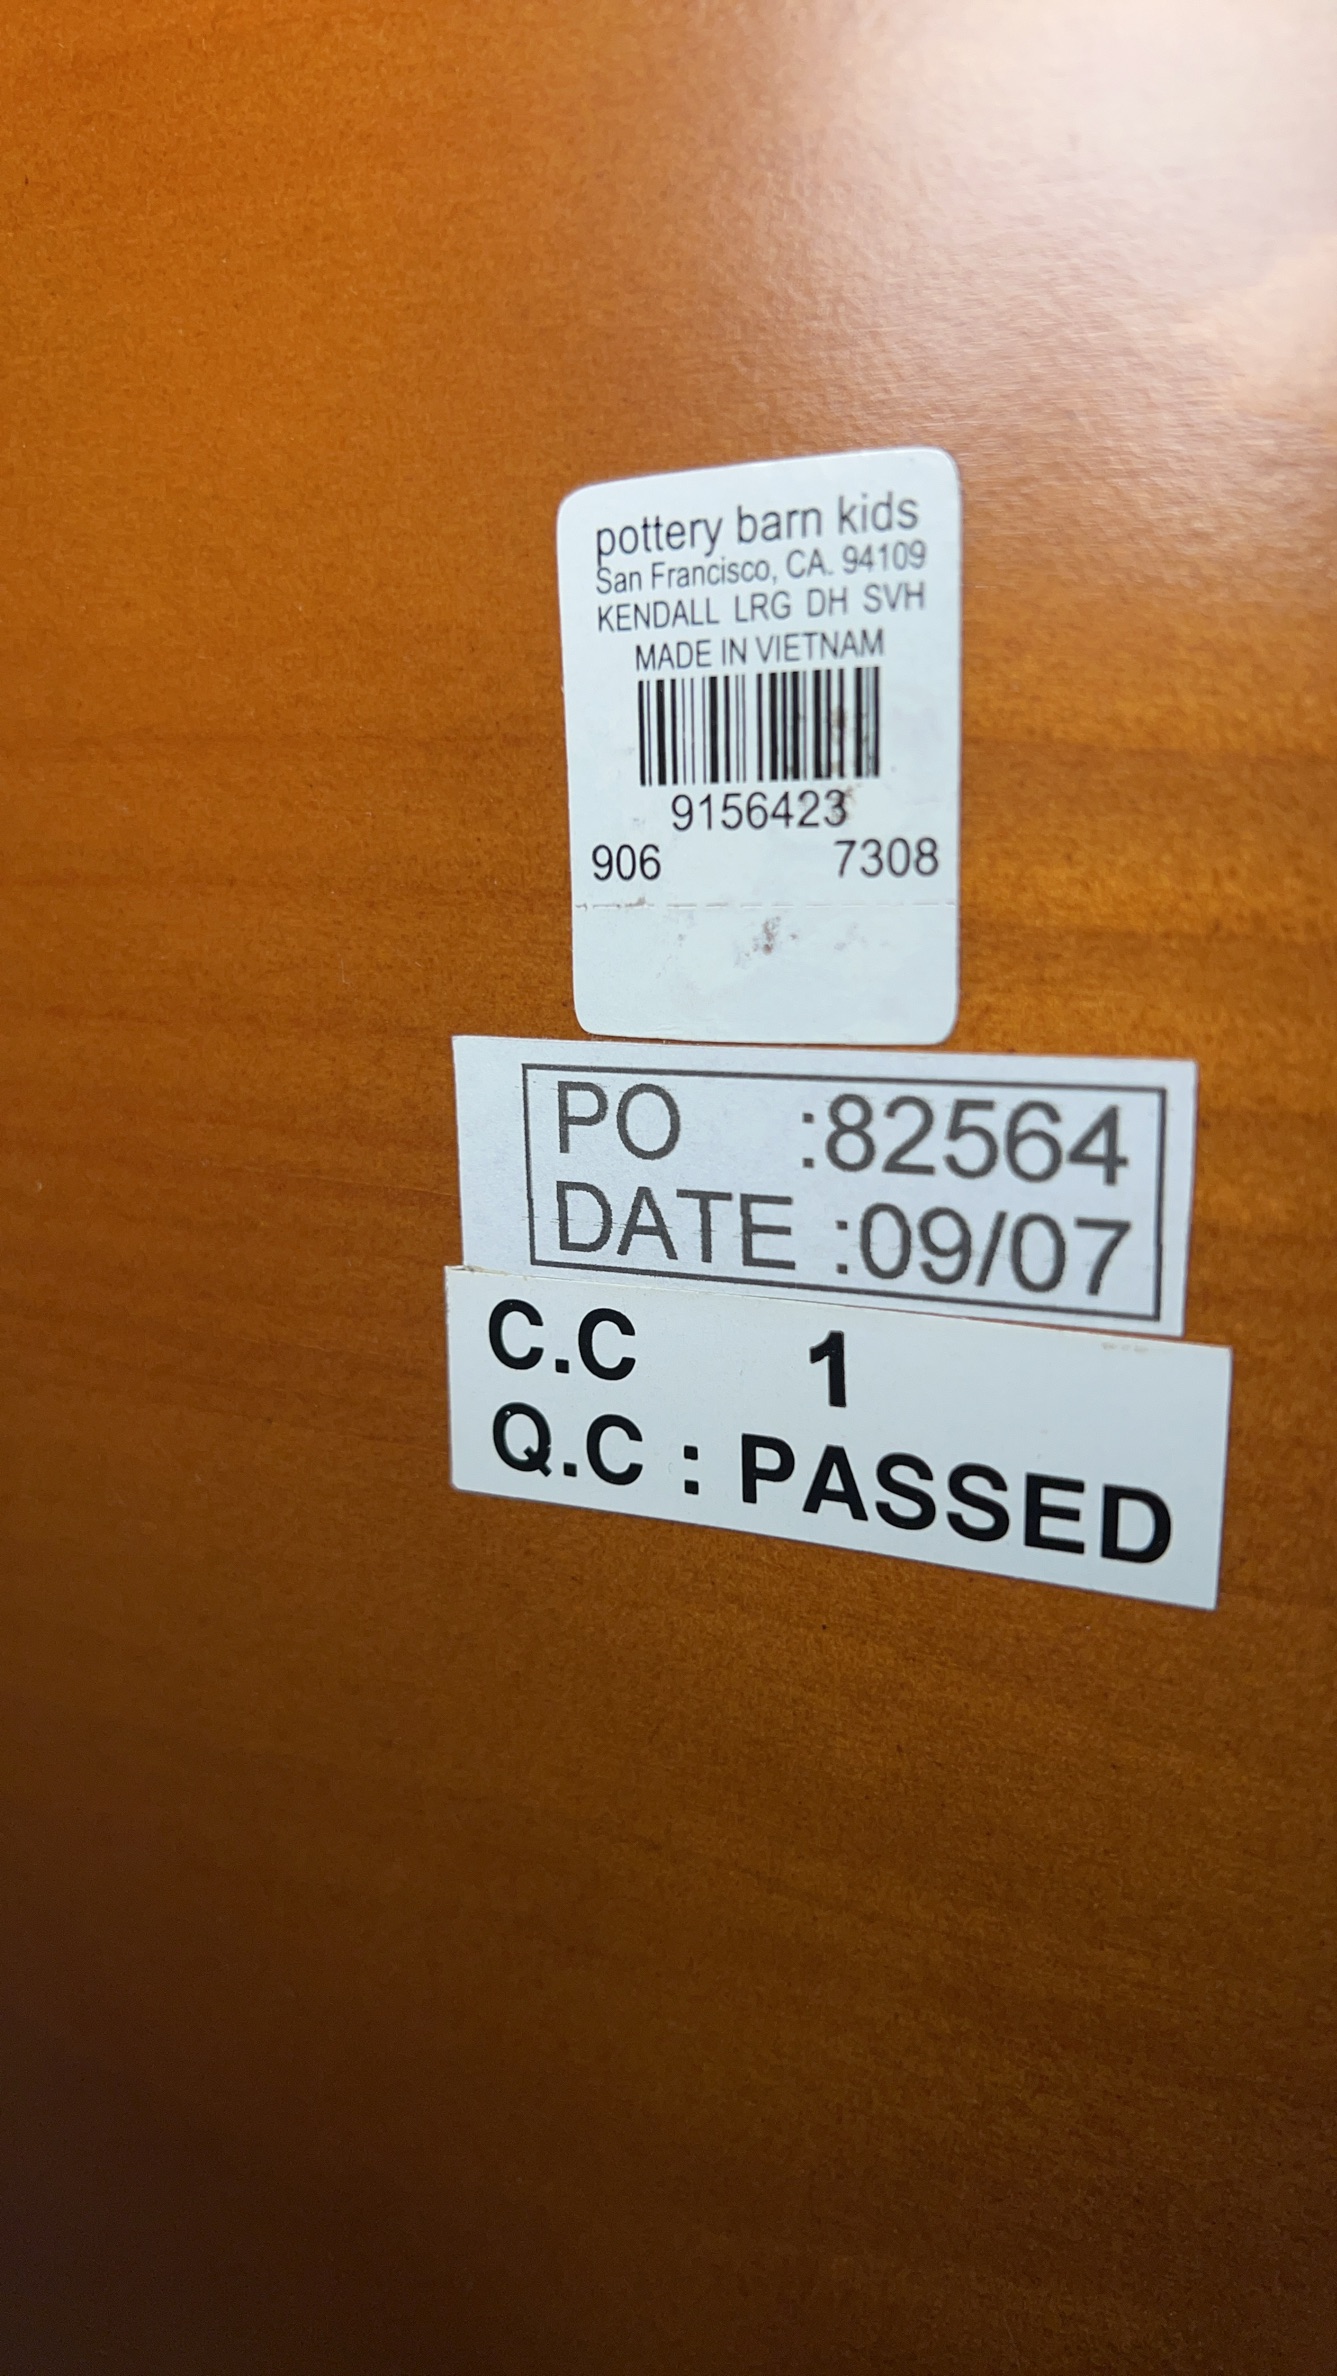 pottery barn kids
San Francisco, CA. 94109
KENDALL LRG DH SVH
MADE IN VIETNAM
9156423
906 7308
PO :82564
DATE :09/07
C.C 1
Q.C : PASSED